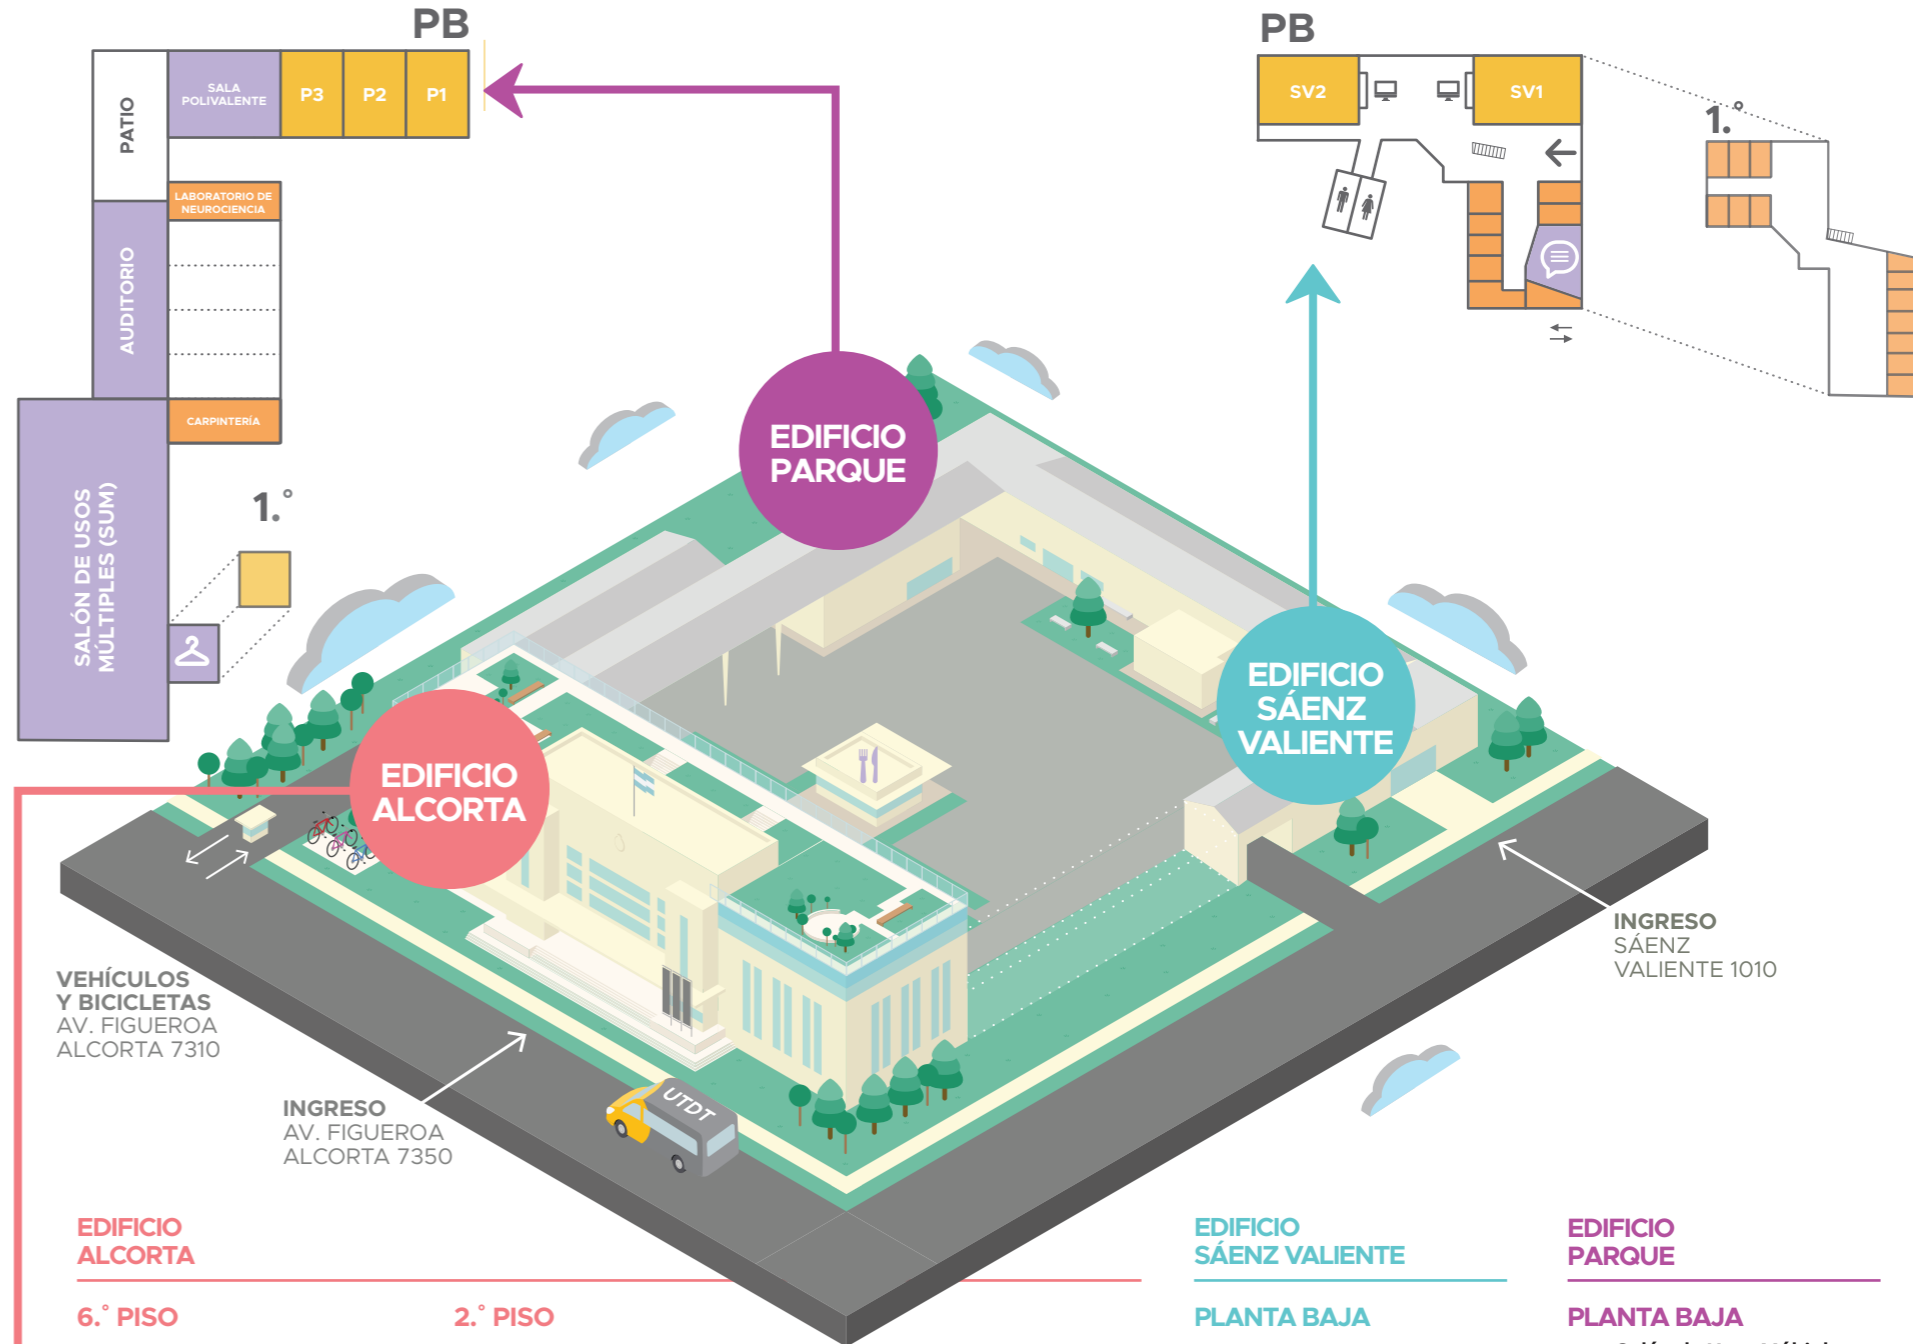 PB
SALA
POLIVALENTE
P3
P2
P1
PATIO
LABORATORIO DE
NEUROCIENCIA
AUDITORIO
CARPINTERÍA
SALÓN DE USOS
MÚLTIPLES (SUM)
1.°
PB
SV2
SV1
1.°
EDIFICIO
PARQUE
EDIFICIO
SÁENZ
VALIENTE
EDIFICIO
ALCORTA
VEHÍCULOS
Y BICICLETAS
AV. FIGUEROA
ALCORTA 7310
INGRESO
AV. FIGUEROA
ALCORTA 7350
UTDT
INGRESO
SÁENZ
VALIENTE 1010
EDIFICIO
ALCORTA
6.° PISO
2.° PISO
EDIFICIO
SÁENZ VALIENTE
PLANTA BAJA
EDIFICIO
PARQUE
PLANTA BAJA